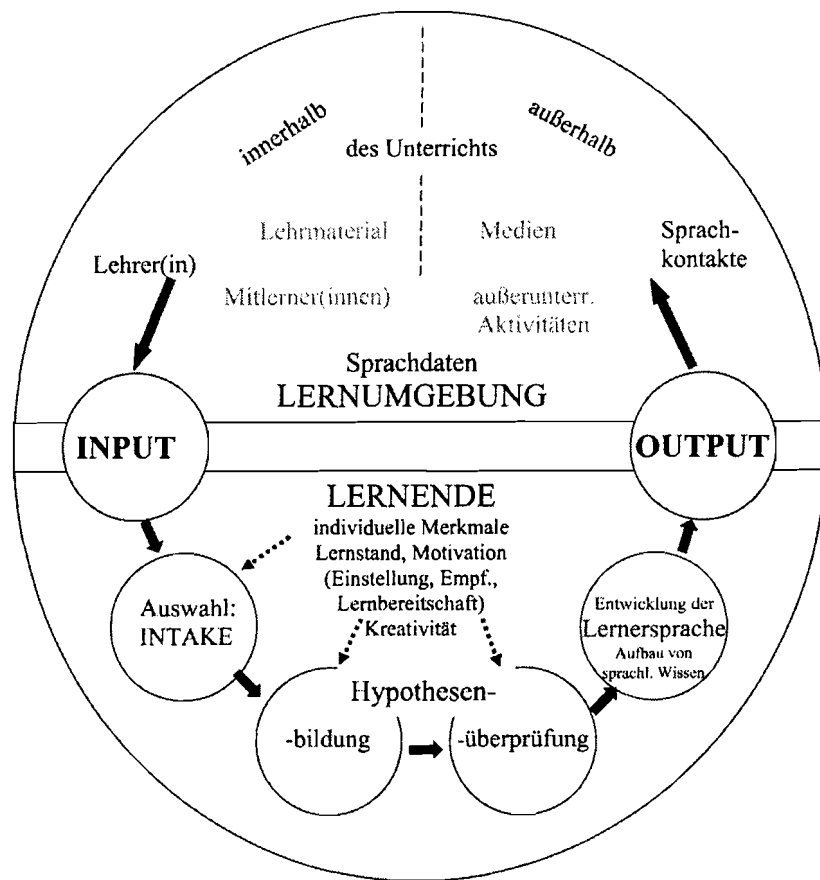 innerhalb
außerhalb
des Unterrichts
Lehrmaterial
Medien
Sprach-
kontakte
Lehrer(in)
Mitlerner(innen)
außerunterr.
Aktivitäten
Sprachdaten
LERNUMGEBUNG
INPUT
OUTPUT
LERNENDE
individuelle Merkmale
Lernstand, Motivation
(Einstellung, Empf.,
Lernbereitschaft)
Kreativität
Auswahl:
INTAKE
Entwicklung der
Lernersprache
Aufbau von
sprachl. Wissen
Hypothesen-
-bildung
-überprüfung